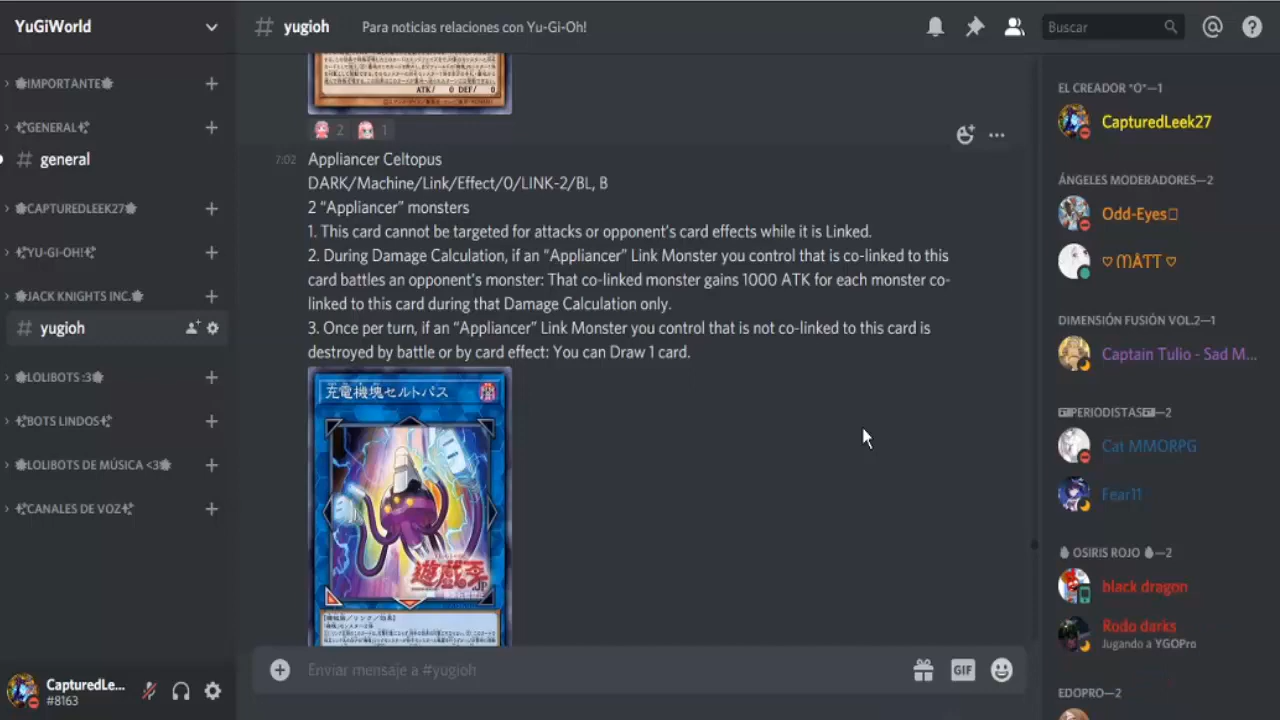 YuGiWorld
# yugioh
Para noticias relaciones con Yu-Gi-Oh!
Buscar
IMPORTANTE
GENERAL
# general
CAPTUREDLEEK27
YU-GI-OH!
JACK KNIGHTS INC.
# yugioh
LOLIBOTS :3
BOTS LINDOS
LOLIBOTS DE MÚSICA <3
CANALES DE VOZ
CapturedLe...
#8163
ATK/ 0 DEF/ 0
2
1
7:02
Appliancer Celtopus
DARK/Machine/Link/Effect/0/LINK-2/BL, B
2 “Appliancer” monsters
1. This card cannot be targeted for attacks or opponent’s card effects while it is Linked.
2. During Damage Calculation, if an “Appliancer” Link Monster you control that is co-linked to this
card battles an opponent’s monster: That co-linked monster gains 1000 ATK for each monster co-
linked to this card during that Damage Calculation only.
3. Once per turn, if an “Appliancer” Link Monster you control that is not co-linked to this card is
destroyed by battle or by card effect: You can Draw 1 card.
充電機塊セルトパス
遊戯王.jp
Enviar mensaje a #yugioh
GIF
EL CREADOR *O*—1
CapturedLeek27
ÁNGELES MODERADORES—2
Odd-Eyes
♡ ᗰÅTT ♡
DIMENSIÓN FUSIÓN VOL.2—1
Captain Tulio - Sad M...
PERIODISTAS—2
Cat MMORPG
Fear11
OSIRIS ROJO—2
black dragon
Rodo darks
Jugando a YGOPro
EDOPRO—2